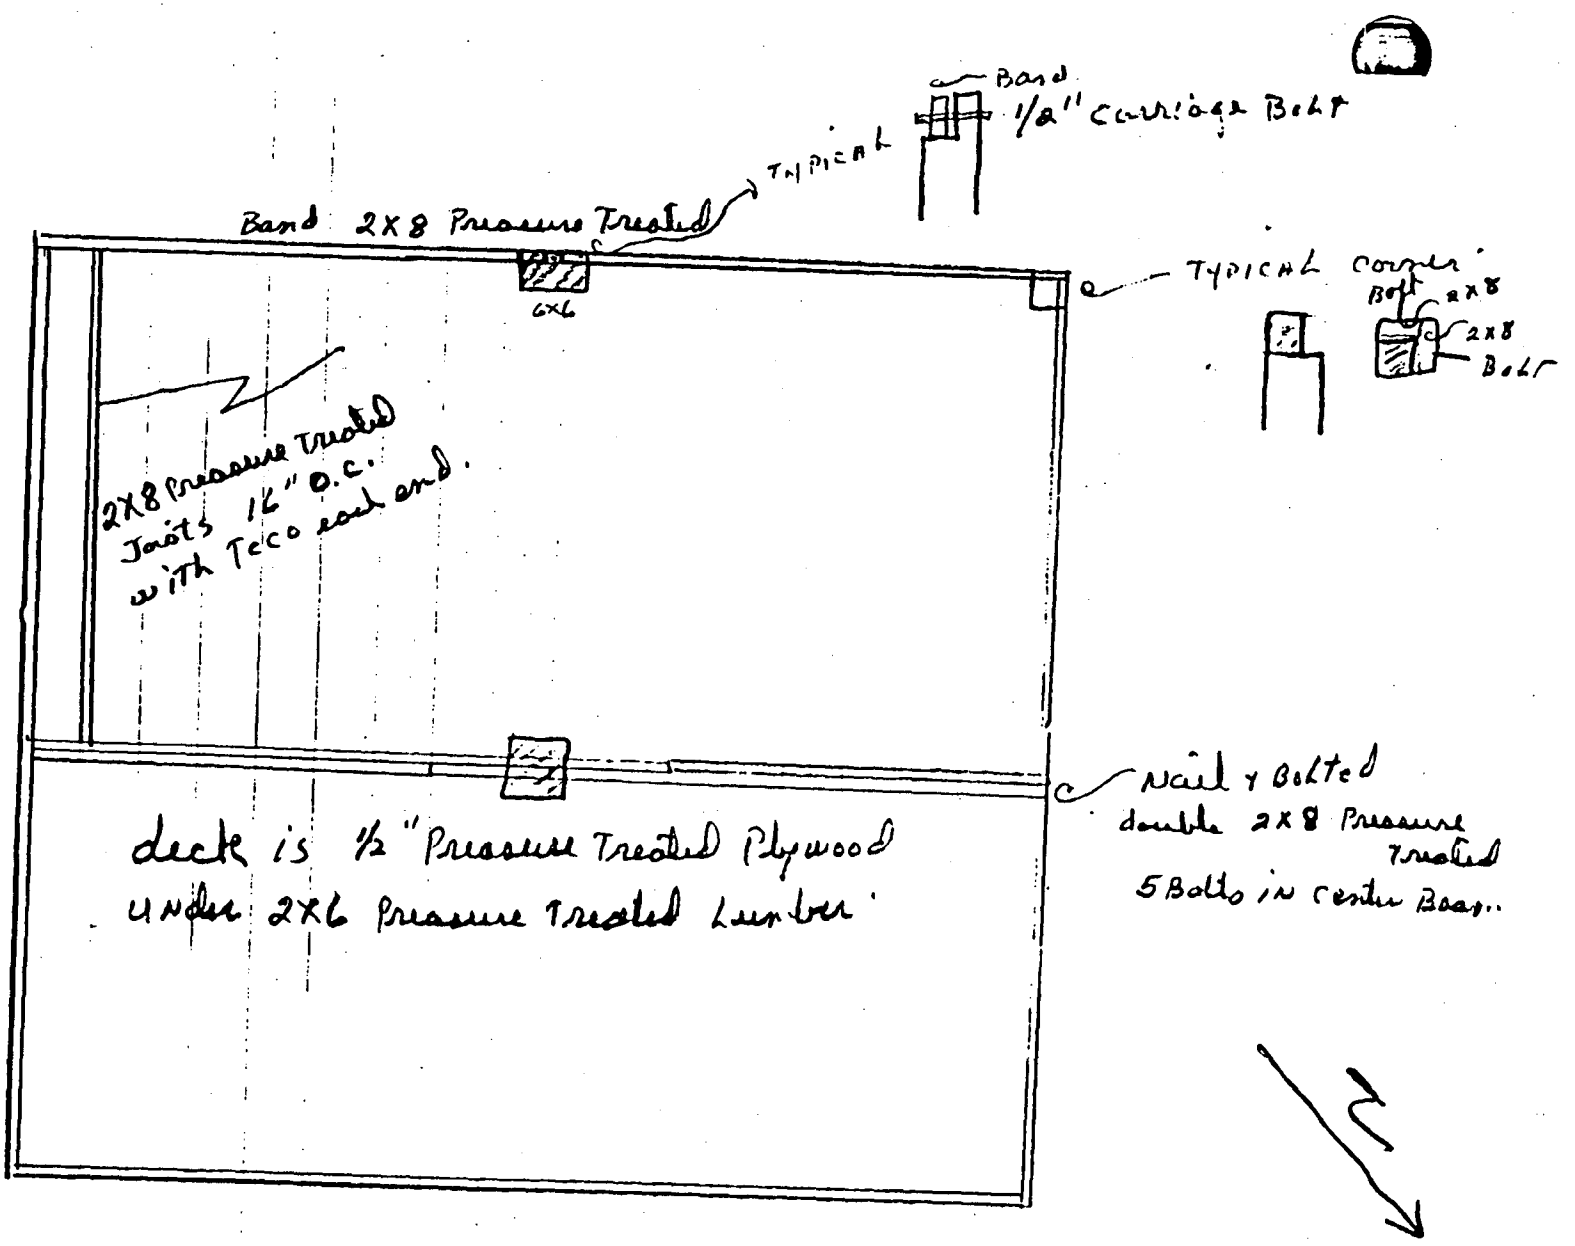 Band
1/2" Carriage Bolt
TYPICAL
Band 2X8 Pressure Treated
6X6
TYPICAL Corner
Bolt
2X8
2X8
Bolt
2X8 Pressure Treated
Joists 16" O.C.
with Teco each end.
Nail & Bolted
double 2X8 Pressure
Treated
5 Bolts in Center Beam.
deck is 1/2" Pressure Treated Plywood
under 2X6 Pressure Treated Lumber
N